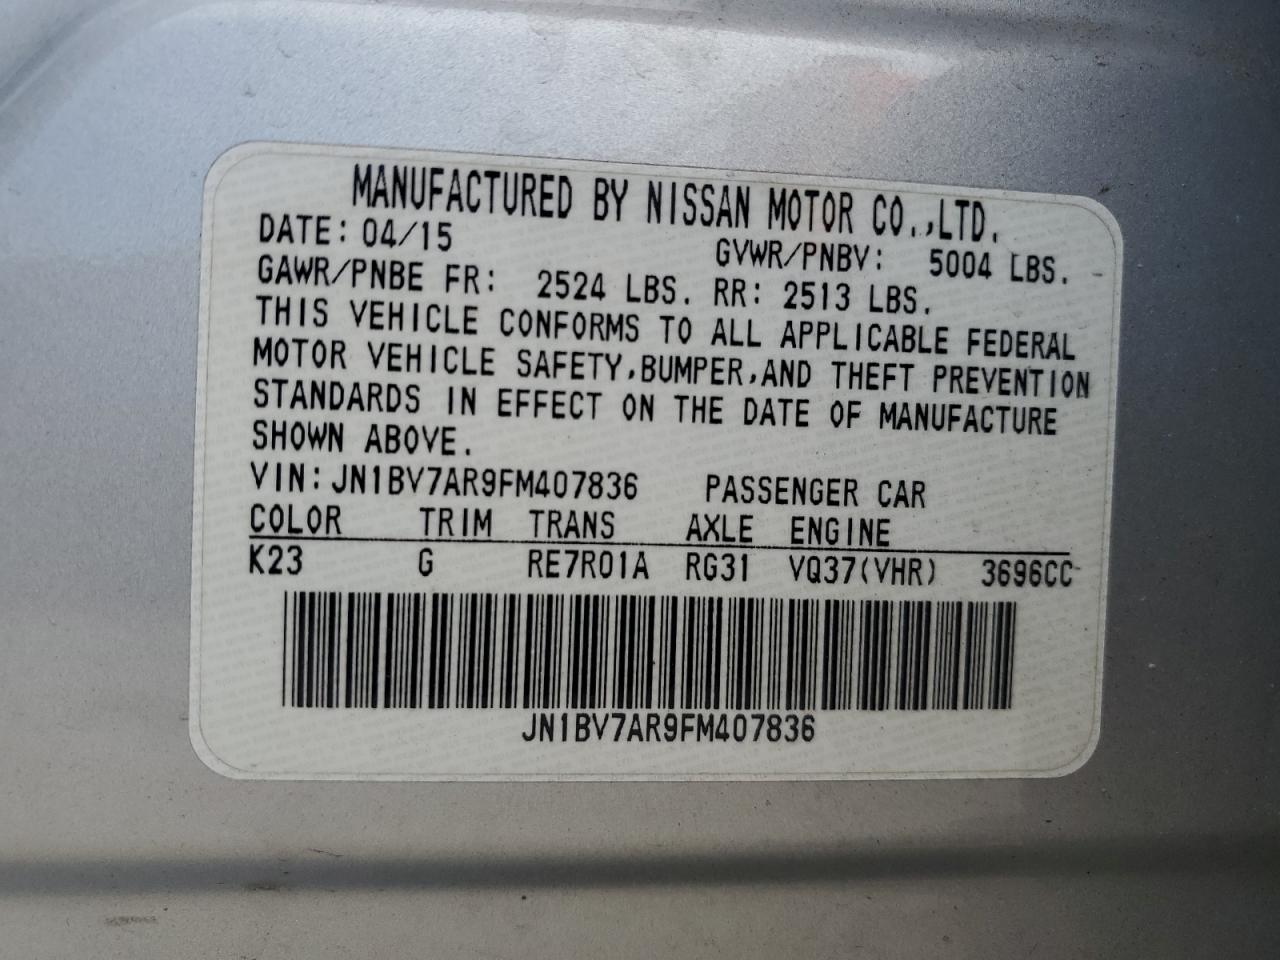 MANUFACTURED BY NISSAN MOTOR CO.,LTD.
DATE: 04/15 GVWR/PNBV: 5004 LBS.
GAWR/PNBE FR: 2524 LBS. RR: 2513 LBS.
THIS VEHICLE CONFORMS TO ALL APPLICABLE FEDERAL
MOTOR VEHICLE SAFETY,BUMPER,AND THEFT PREVENTION
STANDARDS IN EFFECT ON THE DATE OF MANUFACTURE
SHOWN ABOVE.
VIN:JN1BV7AR9FM407836 PASSENGER CAR
COLOR TRIM TRANS AXLE ENGINE
K23 G RE7R01A RG31 VQ37(VHR) 3696CC
JN1BV7AR9FM407836